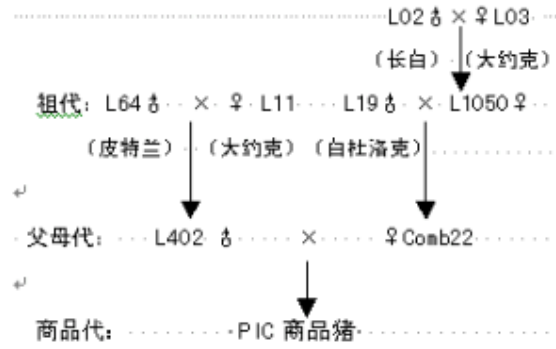 L02♂ × ♀L03
(长白) (大约克)
祖代: L64♂ × ♀ L11 L19♂ × L1050♀
(皮特兰) (大约克) (白杜洛克)
父母代: L402 ♂ × ♀Comb22
商品代: PIC 商品猪